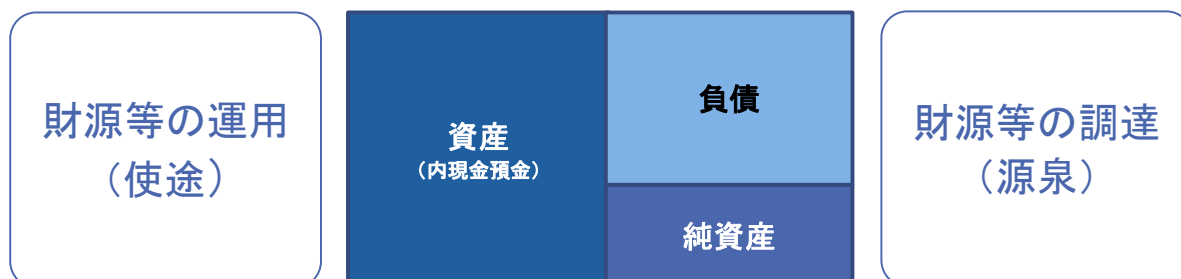 財源等の運用
（使途）
資産
（内現金預金）
負債
純資産
財源等の調達
（源泉）